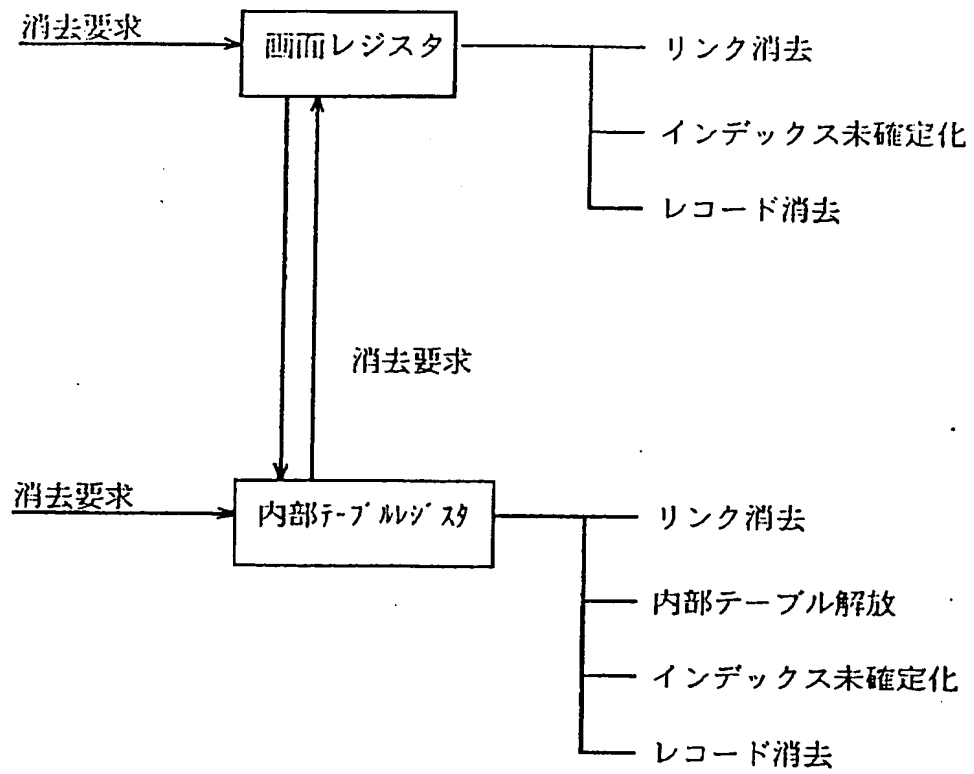 消去要求
画面レジスタ
リンク消去
インデックス未確定化
レコード消去
消去要求
消去要求
内部ﾃｰﾌﾞﾙﾚｼﾞｽﾀ
リンク消去
内部テーブル解放
インデックス未確定化
レコード消去